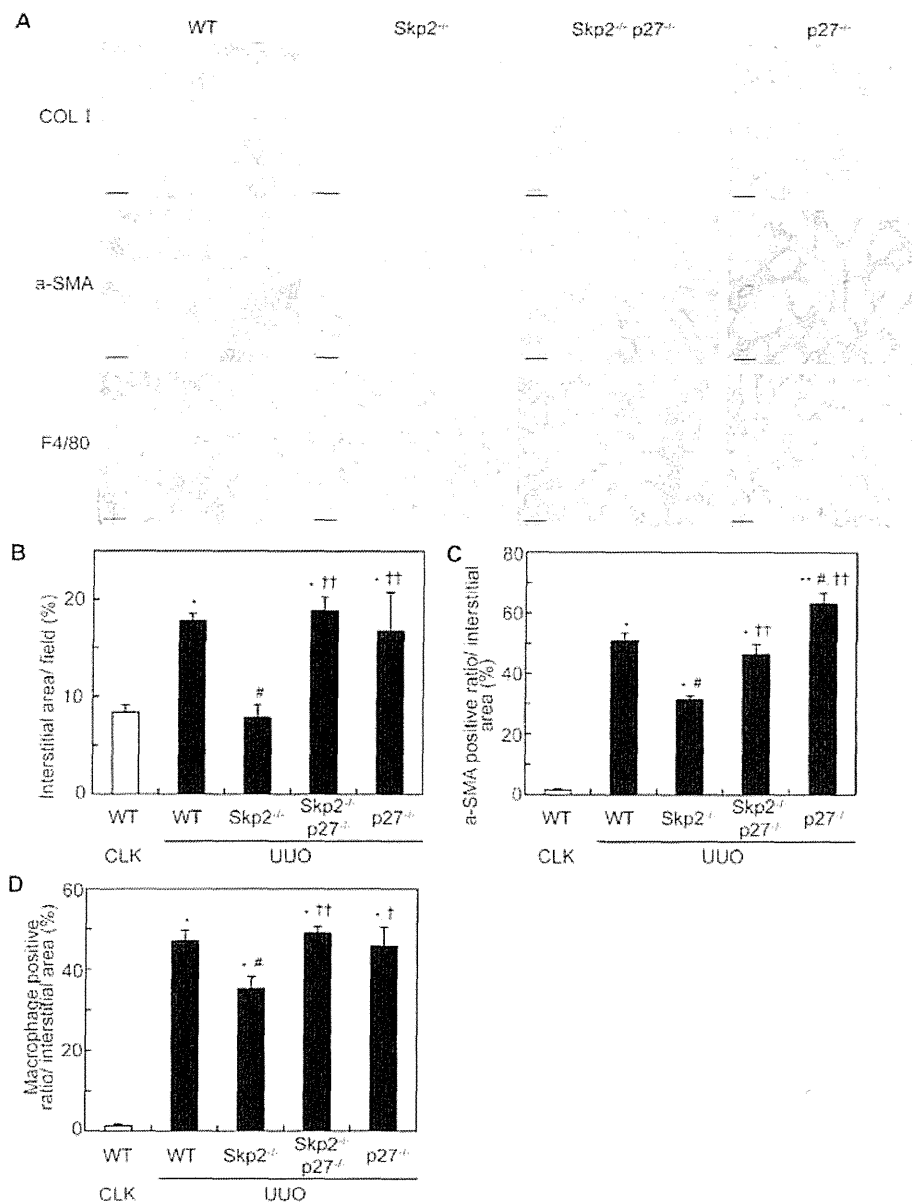 A
WT Skp2⁻/⁻ Skp2⁻/⁻ p27⁻/⁻ p27⁻/⁻
COL I
a-SMA
F4/80
B
Interstitial area/ field (%)
20
10
0
* * †† * ††
#
WT WT Skp2⁻/⁻ Skp2⁻/⁻ p27⁻/⁻ p27⁻/⁻
CLK UUO
C
a-SMA positive ratio/ interstitial
area (%)
80
60
40
20
0
* * # * †† ** # ††
WT WT Skp2⁻/⁻ Skp2⁻/⁻ p27⁻/⁻ p27⁻/⁻
CLK UUO
D
Macrophage positive
ratio/ interstitial area (%)
60
40
20
0
* * # * †† * †
WT WT Skp2⁻/⁻ Skp2⁻/⁻ p27⁻/⁻ p27⁻/⁻
CLK UUO